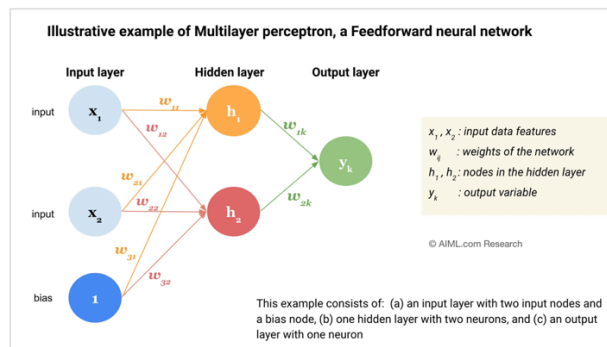 Illustrative example of Multilayer perceptron, a Feedforward neural network
Input layer
Hidden layer
Output layer
input
x1
w11
h1
w12
w1k
yk
w21
input
x2
w22
h2
w2k
w31
bias
1
w32
x1 , x2 : input data features
wij : weights of the network
h1 , h2 : nodes in the hidden layer
yk : output variable
© AIML.com Research
This example consists of: (a) an input layer with two input nodes and
a bias node, (b) one hidden layer with two neurons, and (c) an output
layer with one neuron